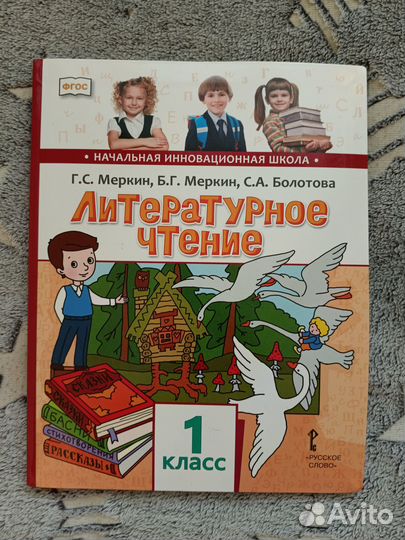 ФГОС
НАЧАЛЬНАЯ ИННОВАЦИОННАЯ ШКОЛА
Г.С. Меркин, Б.Г. Меркин, С.А. Болотова
ЛИТЕРАТУРНОЕ
ЧТЕНИЕ
СКАЗКИ
БАСНИ
СТИХОТВОРЕНИЯ
РАССКАЗЫ
1
КЛАСС
«РУССКОЕ
СЛОВО»
Avito